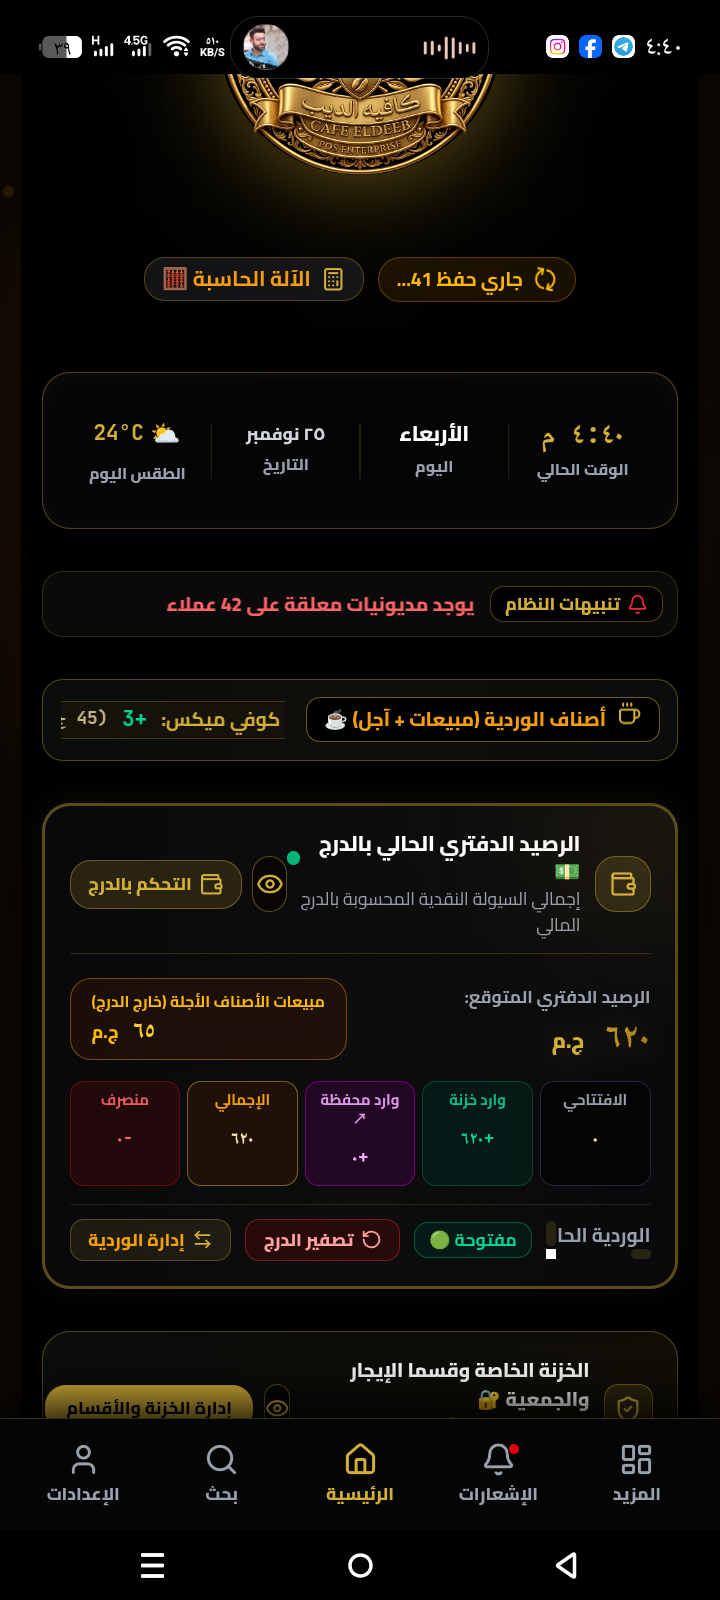 ٣٩
H
4.5G
٥١٠
KB/S
٤:٤٠
كافيه الديب
CAFE ELDEEB
POS ENTERPRISE
جاري حفظ 41...
الآلة الحاسبة
٤:٤٠ م
الوقت الحالي
الأربعاء
اليوم
٢٥ نوفمبر
التاريخ
24°C
الطقس اليوم
تنبيهات النظام
يوجد مديونيات معلقة على 42 عملاء
أصناف الوردية (مبيعات + آجل)
كوفي ميكس: +3 (45
الرصيد الدفتري الحالي بالدرج
إجمالي السيولة النقدية المحسوبة بالدرج
المالي
التحكم بالدرج
الرصيد الدفتري المتوقع:
٦٢٠ ج.م
مبيعات الأصناف الأجلة (خارج الدرج)
٦٥ ج.م
الافتتاحي
٠
وارد خزنة
+٦٢٠
وارد محفظة
↗
+٠
الإجمالي
٦٢٠
منصرف
-٠
الوردية الحا
مفتوحة
تصفير الدرج
إدارة الوردية
الخزنة الخاصة وقسما الإيجار
والجمعية
إدارة الخزنة والأقسام
المزيد
الإشعارات
الرئيسية
بحث
الإعدادات